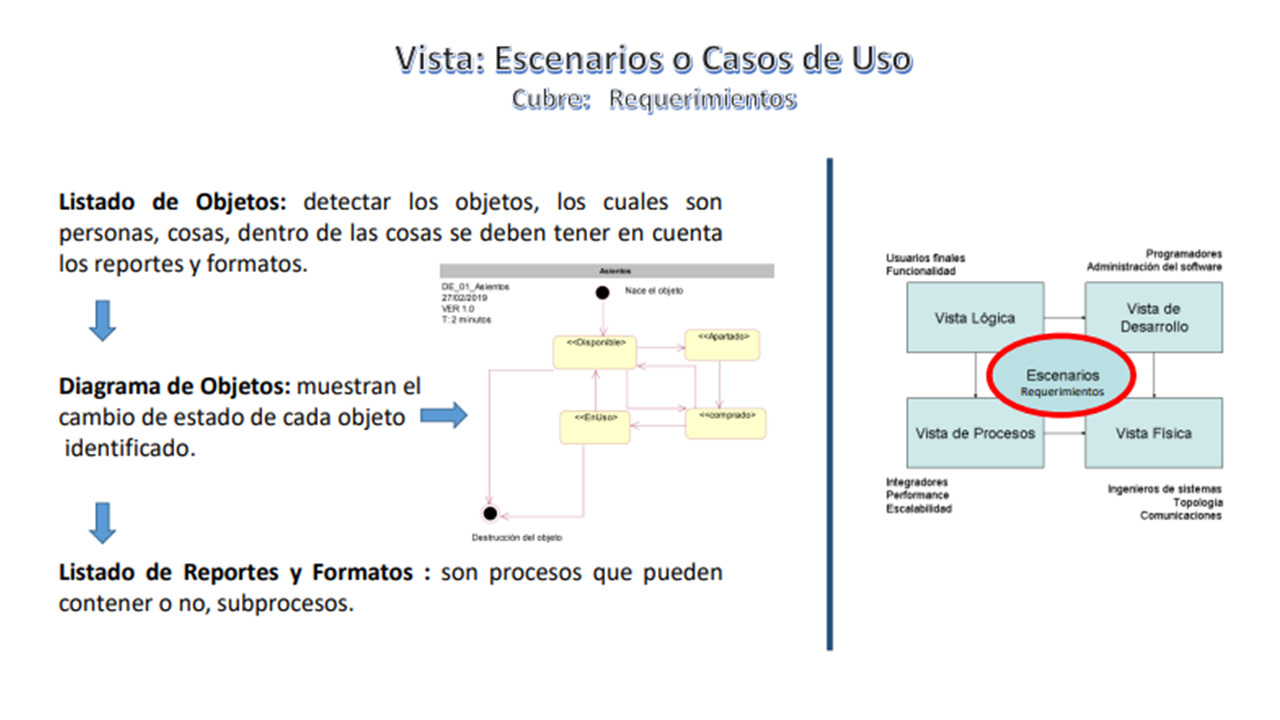 Vista: Escenarios o Casos de Uso
Cubre: Requerimientos
Listado de Objetos: detectar los objetos, los cuales son
personas, cosas, dentro de las cosas se deben tener en cuenta
los reportes y formatos.
Diagrama de Objetos: muestran el
cambio de estado de cada objeto
identificado.
Listado de Reportes y Formatos : son procesos que pueden
contener o no, subprocesos.
Asientos
DE_01_Asientos
27/02/2019
VER 1.0
T: 2 minutos
Nace el objeto
<<Disponible>>
<<Apartado>>
<<EnUso>>
<<comprado>>
Destrucción del objeto
Usuarios finales
Funcionalidad
Programadores
Administración del software
Vista Lógica
Vista de
Desarrollo
Escenarios
Requerimientos
Vista de Procesos
Vista Física
Integradores
Performance
Escalabilidad
Ingenieros de sistemas
Topología
Comunicaciones